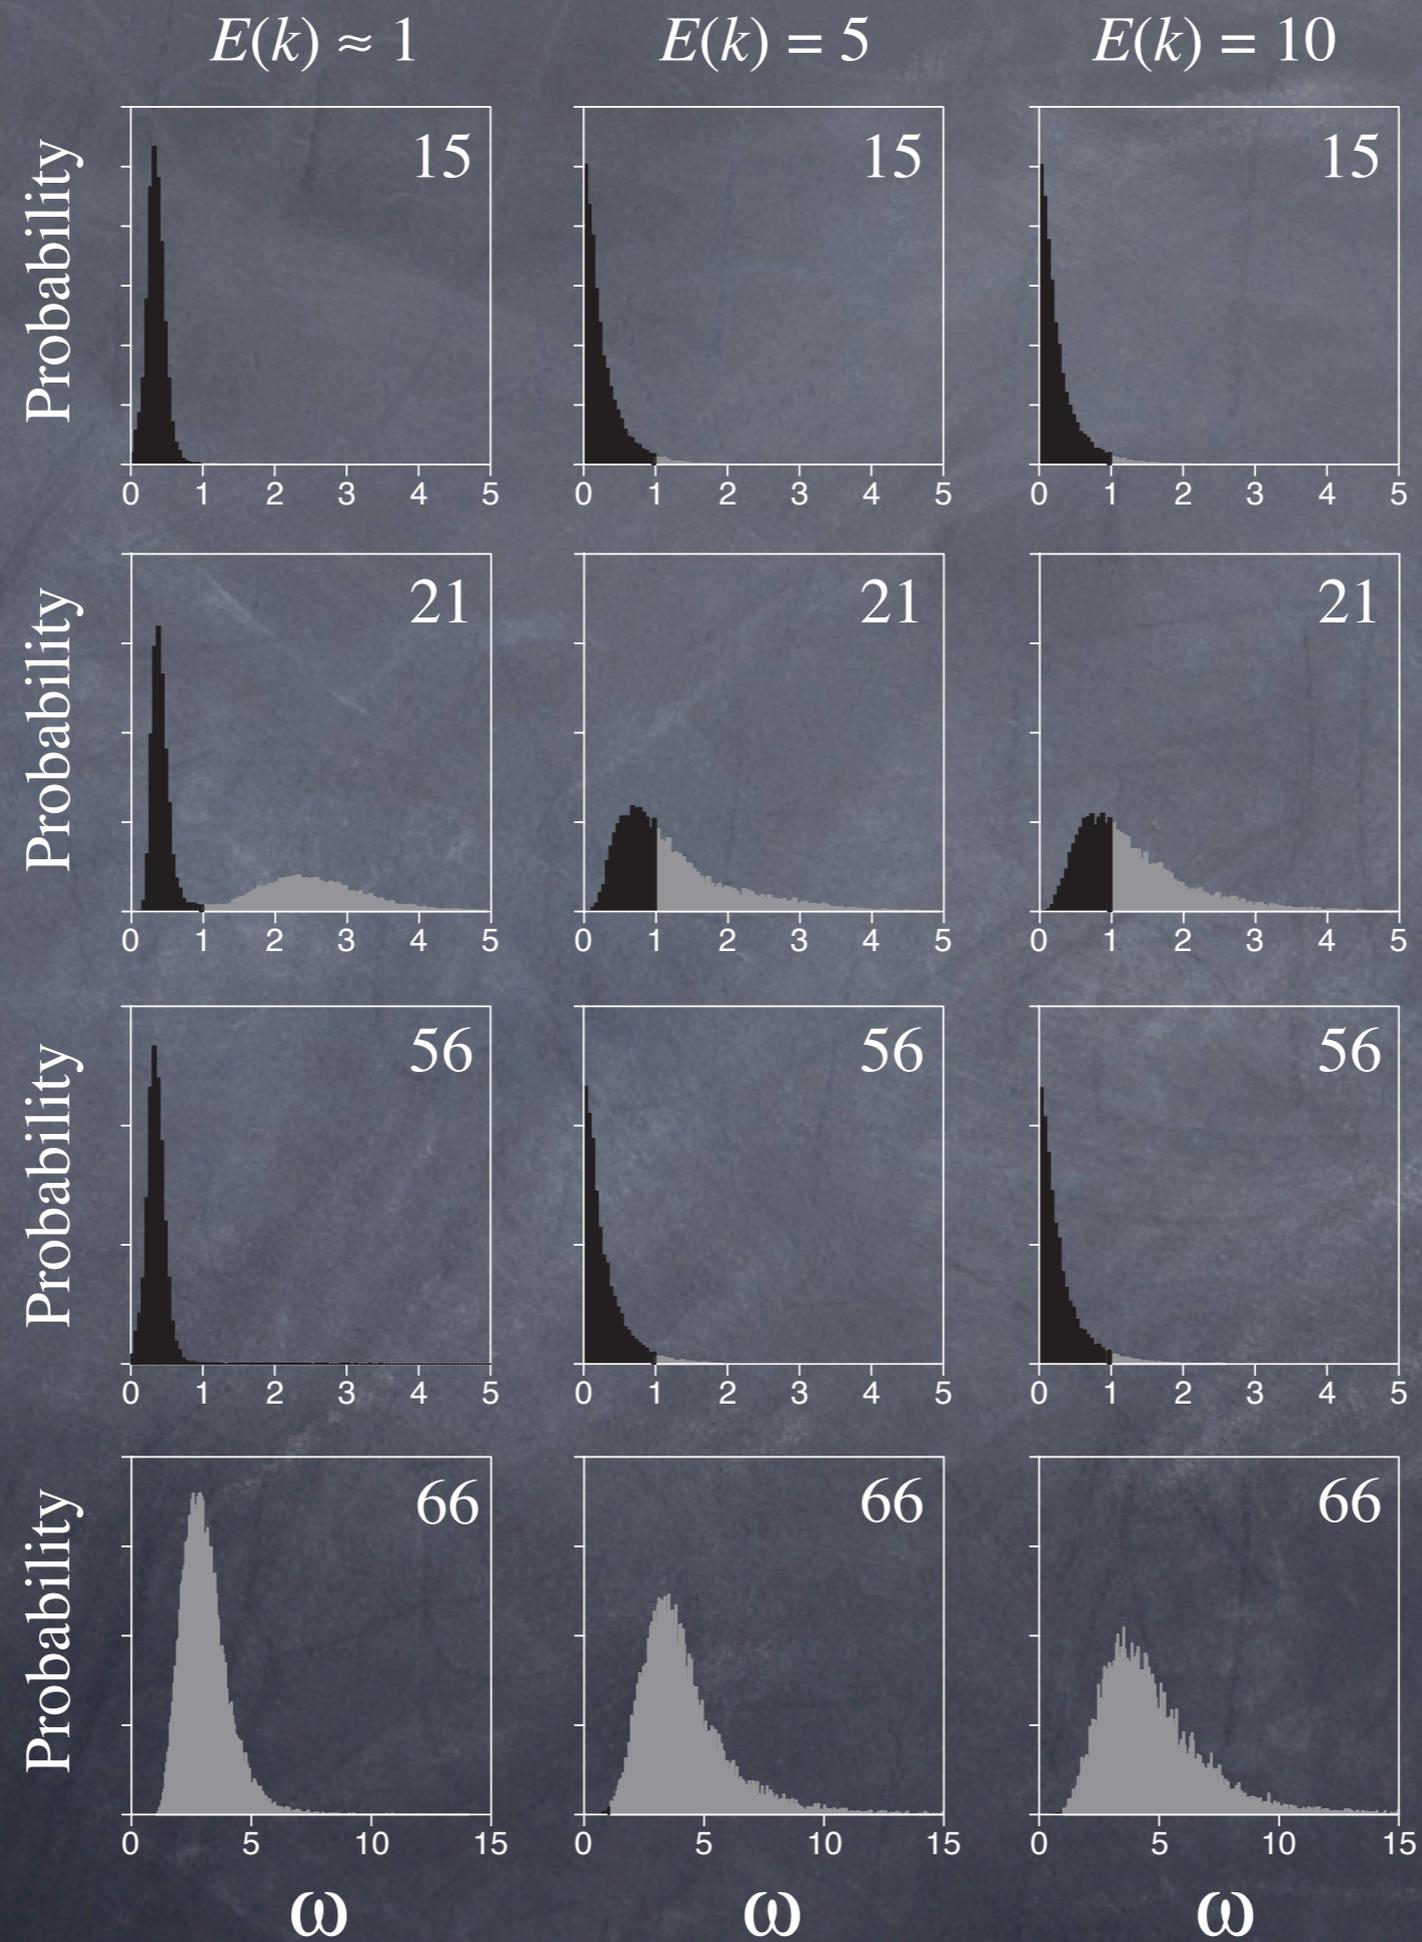 E(k) ≈ 1 E(k) = 5 E(k) = 10
Probability 15 15 15
0 1 2 3 4 5 0 1 2 3 4 5 0 1 2 3 4 5
Probability 21 21 21
0 1 2 3 4 5 0 1 2 3 4 5 0 1 2 3 4 5
Probability 56 56 56
0 1 2 3 4 5 0 1 2 3 4 5 0 1 2 3 4 5
Probability 66 66 66
0 5 10 15 0 5 10 15 0 5 10 15
ω ω ω